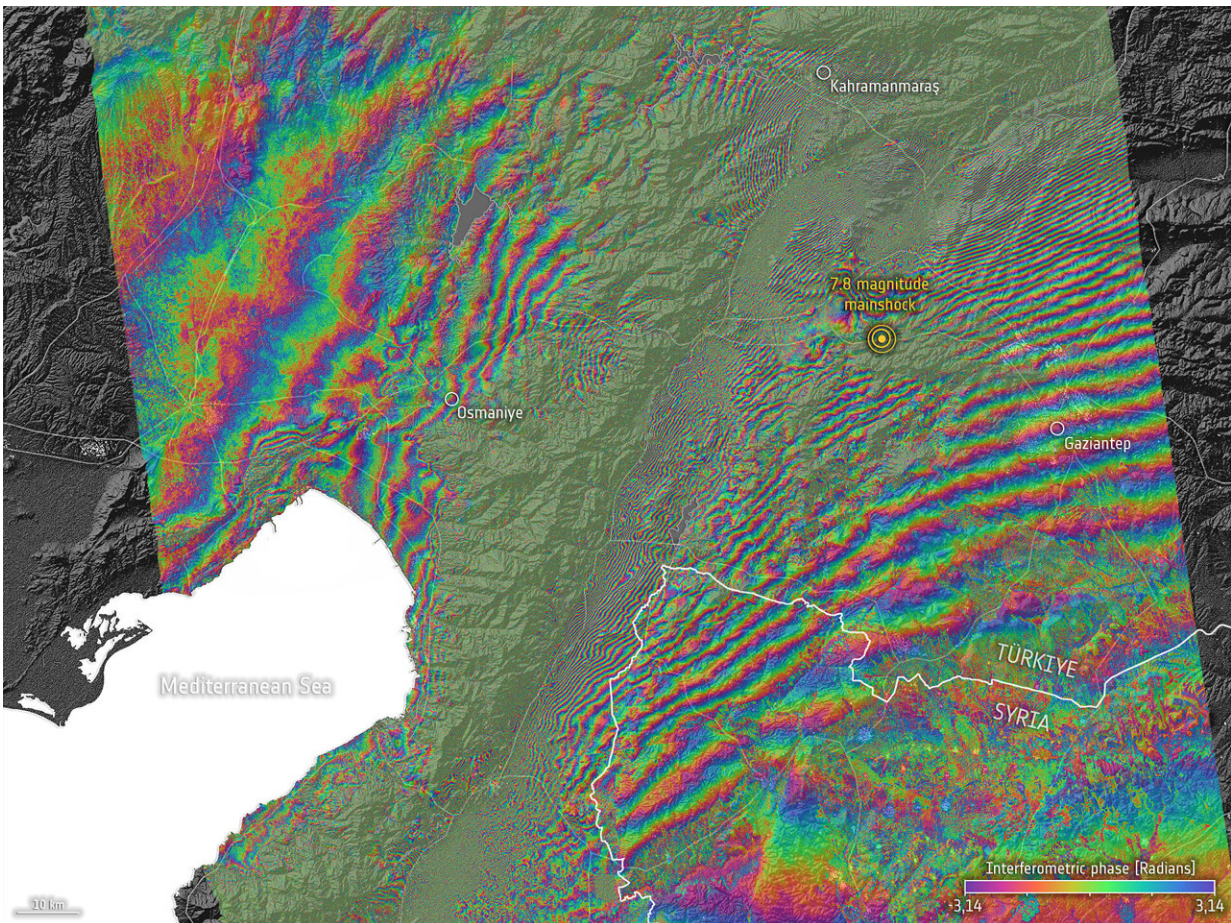 Kahramanmaraş
7.8 magnitude
mainshock
Osmaniye
Gaziantep
Mediterranean Sea
TÜRKIYE
SYRIA
Interferometric phase [Radians]
-3,14
3,14
10 km